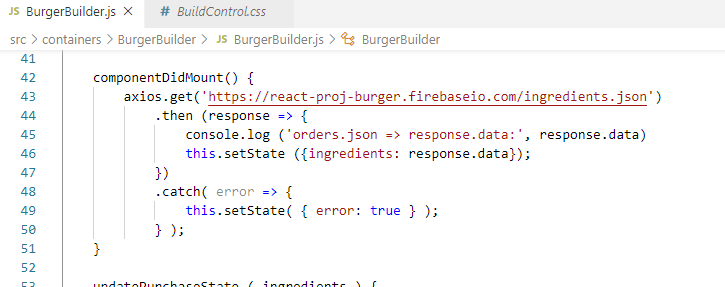 JS BurgerBuilder.js × # BuildControl.css
src > containers > BurgerBuilder > JS BurgerBuilder.js > BurgerBuilder
41
42 componentDidMount() {
43 axios.get('https://react-proj-burger.firebaseio.com/ingredients.json')
44 .then (response => {
45 console.log ('orders.json => response.data:', response.data)
46 this.setState ({ingredients: response.data});
47 })
48 .catch( error => {
49 this.setState( { error: true } );
50 } );
51 }
52
53 updatePurchaseState ( ingredients ) {